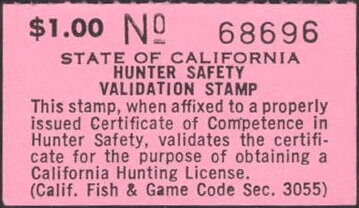 $1.00 No 68696
STATE OF CALIFORNIA
HUNTER SAFETY
VALIDATION STAMP
This stamp, when affixed to a properly
issued Certificate of Competence in
Hunter Safety, validates the certifi-
cate for the purpose of obtaining a
California Hunting License.
(Calif. Fish & Game Code Sec. 3055)